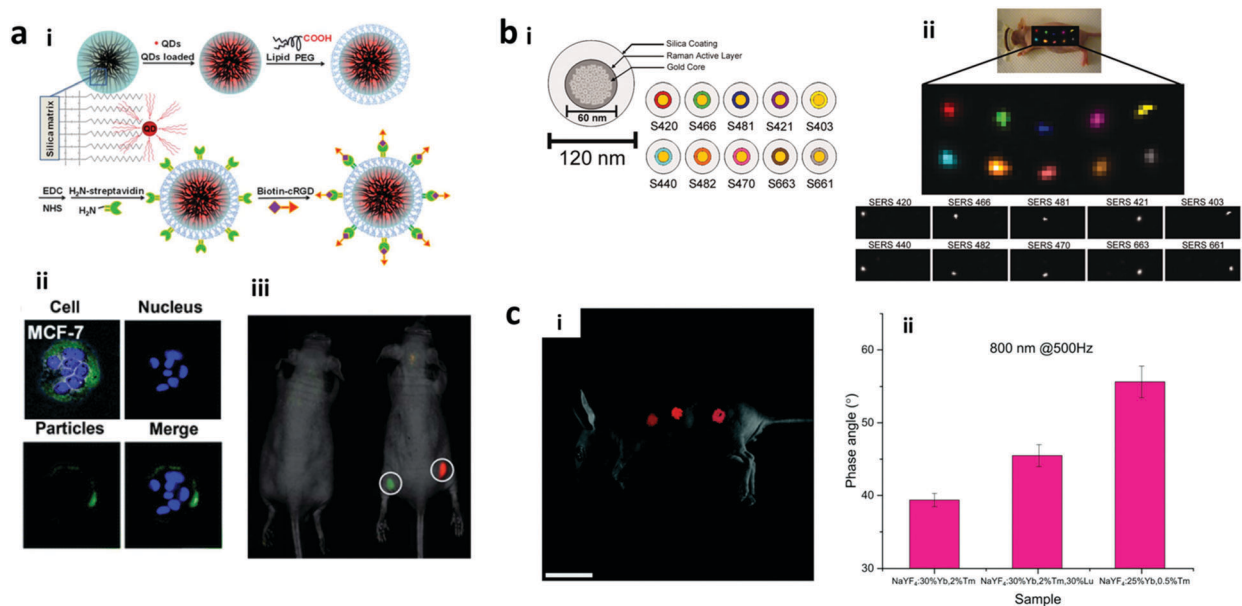 a i
QDs
QDs loaded
COOH
Lipid PEG
Silica matrix
QD
EDC
NHS
H₂N-streptavidin
H₂N
Biotin-cRGD
ii
Cell
Nucleus
MCF-7
Particles
Merge
iii
b i
Silica Coating
Raman Active Layer
Gold Core
60 nm
120 nm
S420 S466 S481 S421 S403
S440 S482 S470 S663 S661
ii
SERS 420 SERS 466 SERS 481 SERS 421 SERS 403
SERS 440 SERS 482 SERS 470 SERS 663 SERS 661
c i
ii
800 nm @500Hz
Phase angle (°)
60
50
40
30
NaYF₄:30%Yb,2%Tm NaYF₄:30%Yb,2%Tm,30%Lu NaYF₄:25%Yb,0.5%Tm
Sample